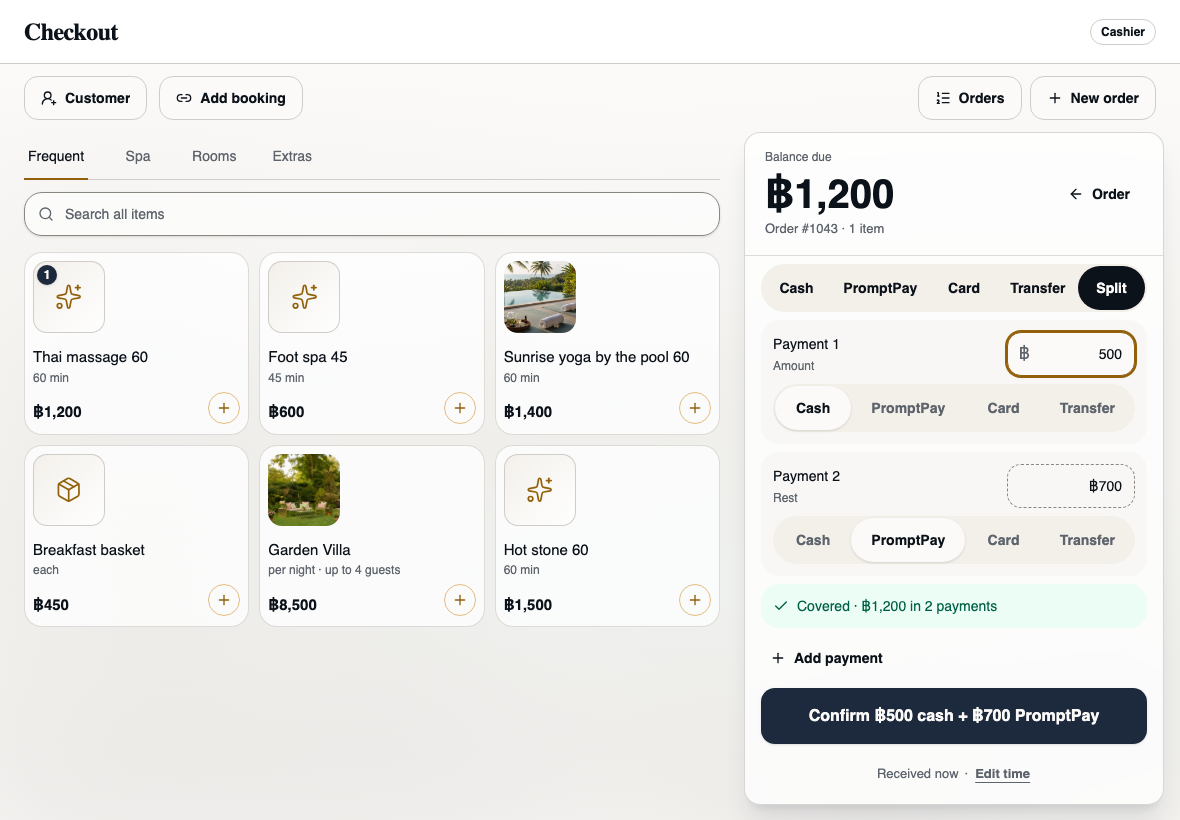 Checkout
Cashier
Customer
Add booking
Orders
New order
Frequent
Spa
Rooms
Extras
Search all items
1
Thai massage 60
60 min
฿1,200
Foot spa 45
45 min
฿600
Sunrise yoga by the pool 60
60 min
฿1,400
Breakfast basket
each
฿450
Garden Villa
per night · up to 4 guests
฿8,500
Hot stone 60
60 min
฿1,500
Balance due
฿1,200
Order
Order #1043 · 1 item
Cash
PromptPay
Card
Transfer
Split
Payment 1
Amount
฿ 500
Cash
PromptPay
Card
Transfer
Payment 2
Rest
฿700
Cash
PromptPay
Card
Transfer
Covered · ฿1,200 in 2 payments
Add payment
Confirm ฿500 cash + ฿700 PromptPay
Received now · Edit time